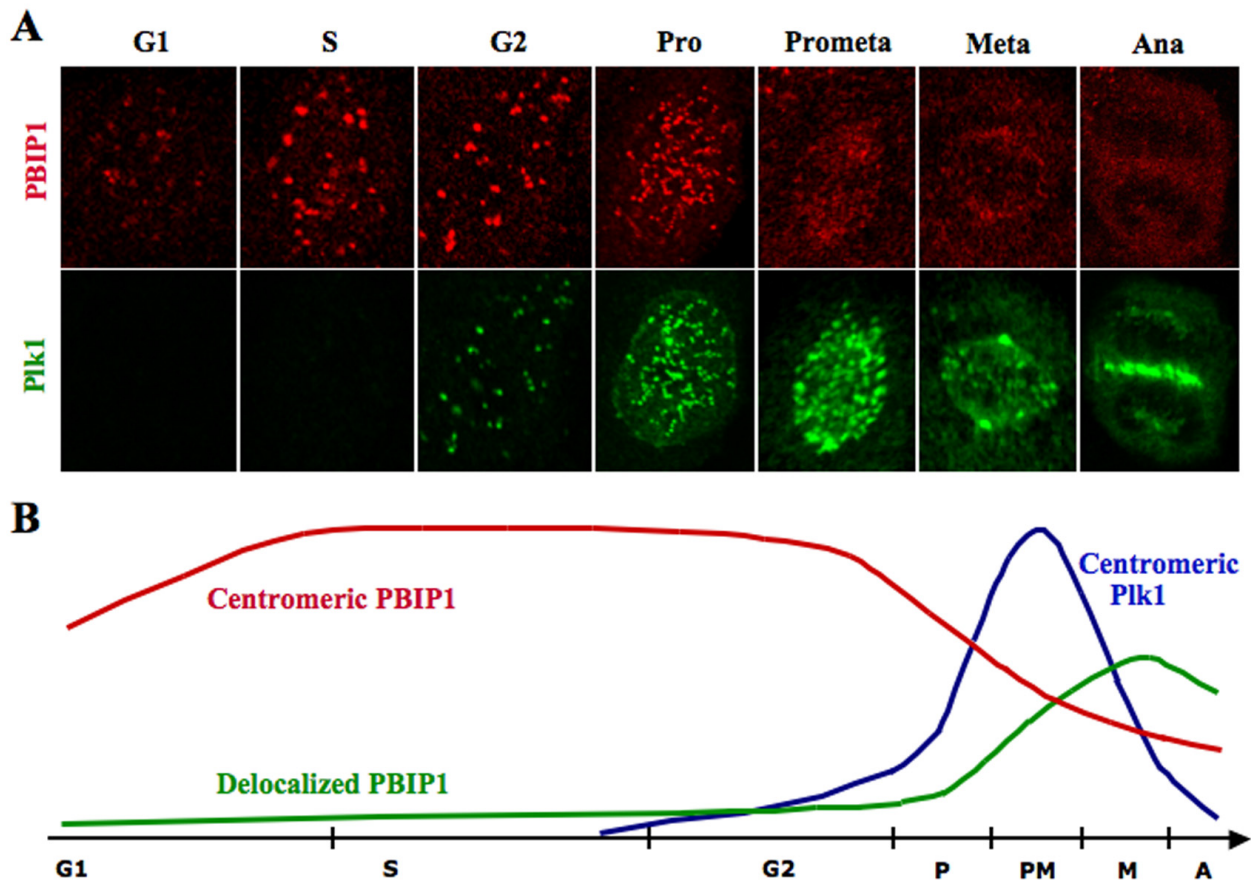 A
G1 S G2 Pro Prometa Meta Ana
PBIP1
Plk1
B
Centromeric PBIP1
Centromeric
Plk1
Delocalized PBIP1
G1 S G2 P PM M A